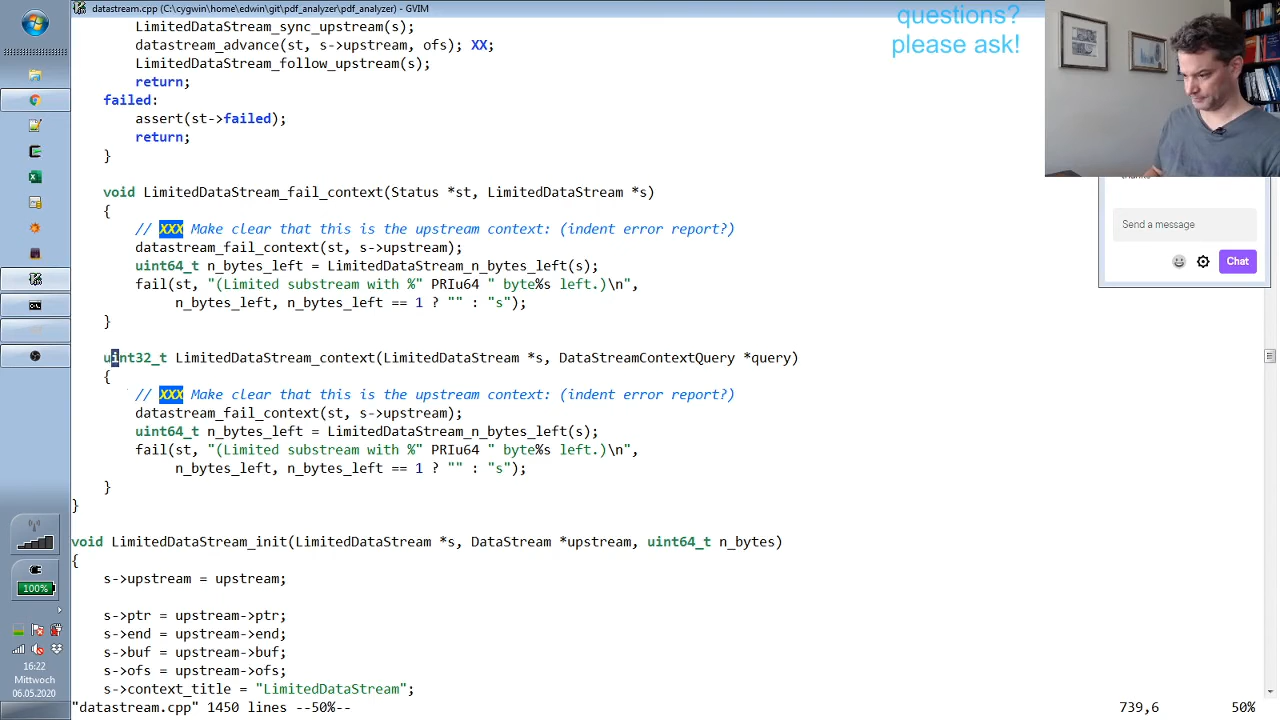 datastream.cpp (C:\cygwin\home\edwin\git\pdf_analyzer\pdf_analyzer) - GVIM
LimitedDataStream_sync_upstream(s);
datastream_advance(st, s->upstream, ofs); XX;
LimitedDataStream_follow_upstream(s);
return;
failed:
assert(st->failed);
return;
}
void LimitedDataStream_fail_context(Status *st, LimitedDataStream *s)
{
// XXX Make clear that this is the upstream context: (indent error report?)
datastream_fail_context(st, s->upstream);
uint64_t n_bytes_left = LimitedDataStream_n_bytes_left(s);
fail(st, "(Limited substream with %" PRIu64 " byte%s left.)\n",
n_bytes_left, n_bytes_left == 1 ? "" : "s");
}
uint32_t LimitedDataStream_context(LimitedDataStream *s, DataStreamContextQuery *query)
{
// XXX Make clear that this is the upstream context: (indent error report?)
datastream_fail_context(st, s->upstream);
uint64_t n_bytes_left = LimitedDataStream_n_bytes_left(s);
fail(st, "(Limited substream with %" PRIu64 " byte%s left.)\n",
n_bytes_left, n_bytes_left == 1 ? "" : "s");
}
}
void LimitedDataStream_init(LimitedDataStream *s, DataStream *upstream, uint64_t n_bytes)
{
s->upstream = upstream;
s->ptr = upstream->ptr;
s->end = upstream->end;
s->buf = upstream->buf;
s->ofs = upstream->ofs;
s->context_title = "LimitedDataStream";
"datastream.cpp" 1450 lines --50%--
739,6
50%
questions?
please ask!
Send a message
Chat
100%
16:22
Mittwoch
06.05.2020